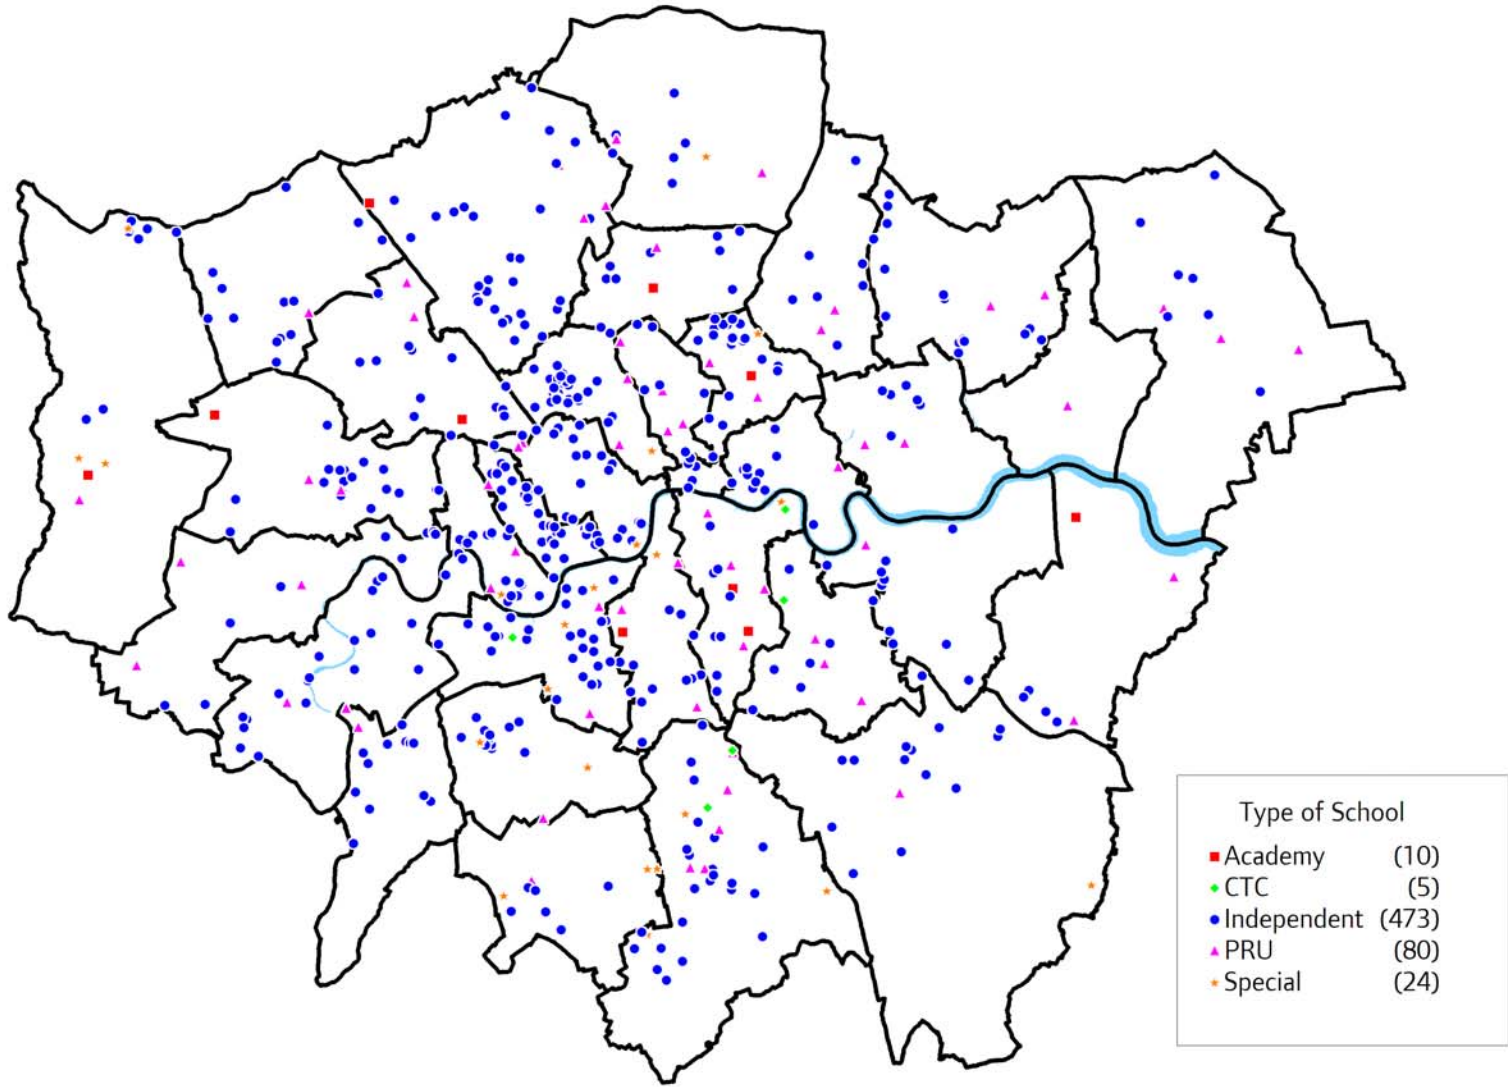 Type of School
Academy (10)
CTC (5)
Independent (473)
PRU (80)
Special (24)